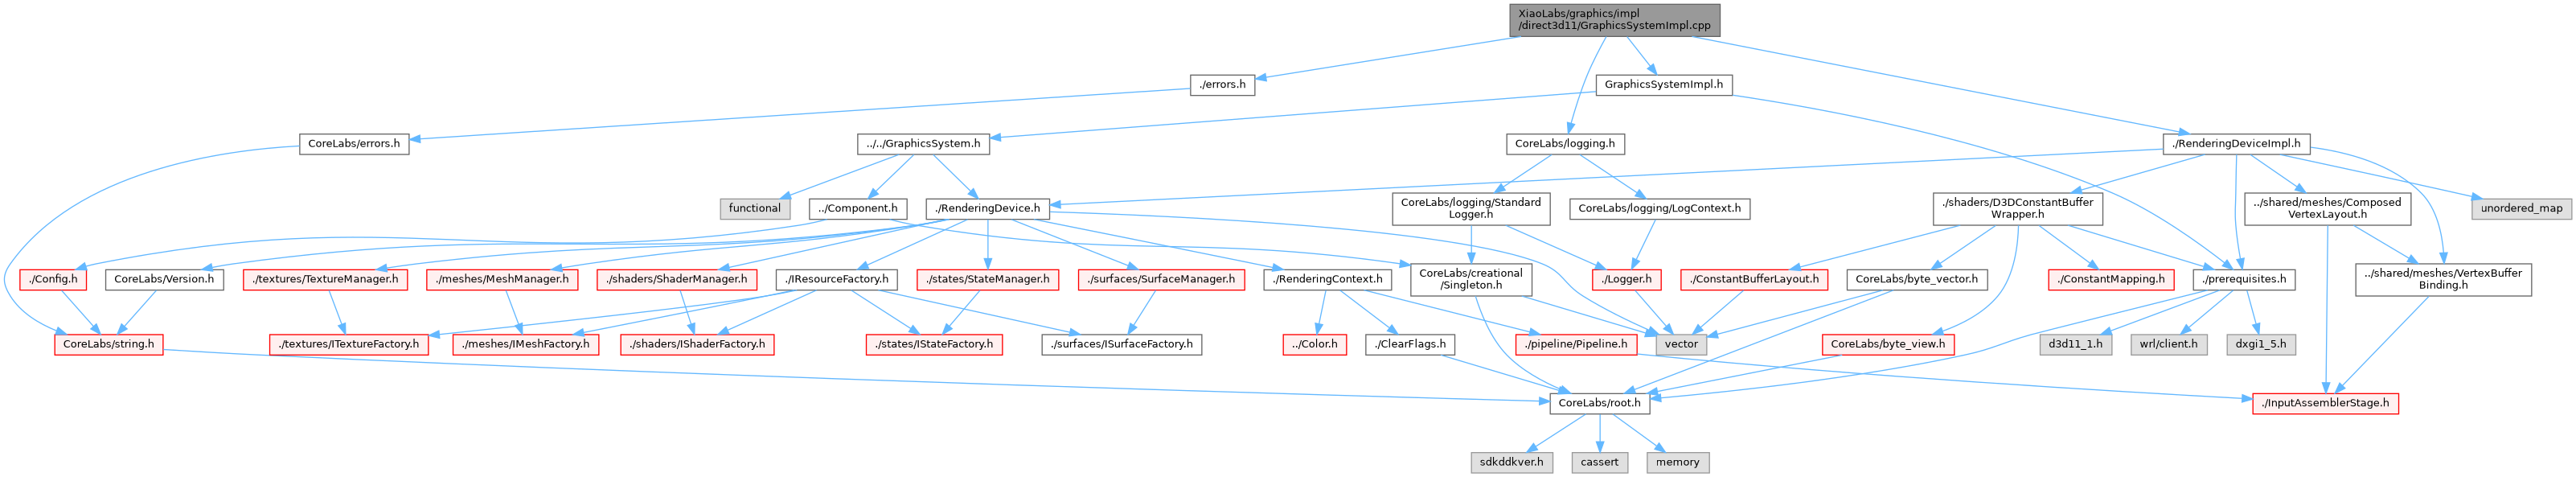 XiaoLabs/graphics/impl
/direct3d11/GraphicsSystemImpl.cpp
./errors.h
GraphicsSystemImpl.h
CoreLabs/errors.h
../../GraphicsSystem.h
CoreLabs/logging.h
./RenderingDeviceImpl.h
functional
../Component.h
./RenderingDevice.h
CoreLabs/logging/Standard
Logger.h
CoreLabs/logging/LogContext.h
./shaders/D3DConstantBuffer
Wrapper.h
../shared/meshes/Composed
VertexLayout.h
unordered_map
./Config.h
CoreLabs/Version.h
./textures/TextureManager.h
./meshes/MeshManager.h
./shaders/ShaderManager.h
./IResourceFactory.h
./states/StateManager.h
./surfaces/SurfaceManager.h
./RenderingContext.h
CoreLabs/creational
/Singleton.h
./Logger.h
./ConstantBufferLayout.h
CoreLabs/byte_vector.h
./ConstantMapping.h
./prerequisites.h
../shared/meshes/VertexBuffer
Binding.h
CoreLabs/string.h
./textures/ITextureFactory.h
./meshes/IMeshFactory.h
./shaders/IShaderFactory.h
./states/IStateFactory.h
./surfaces/ISurfaceFactory.h
../Color.h
./ClearFlags.h
./pipeline/Pipeline.h
vector
CoreLabs/byte_view.h
d3d11_1.h
wrl/client.h
dxgi1_5.h
CoreLabs/root.h
./InputAssemblerStage.h
sdkddkver.h
cassert
memory